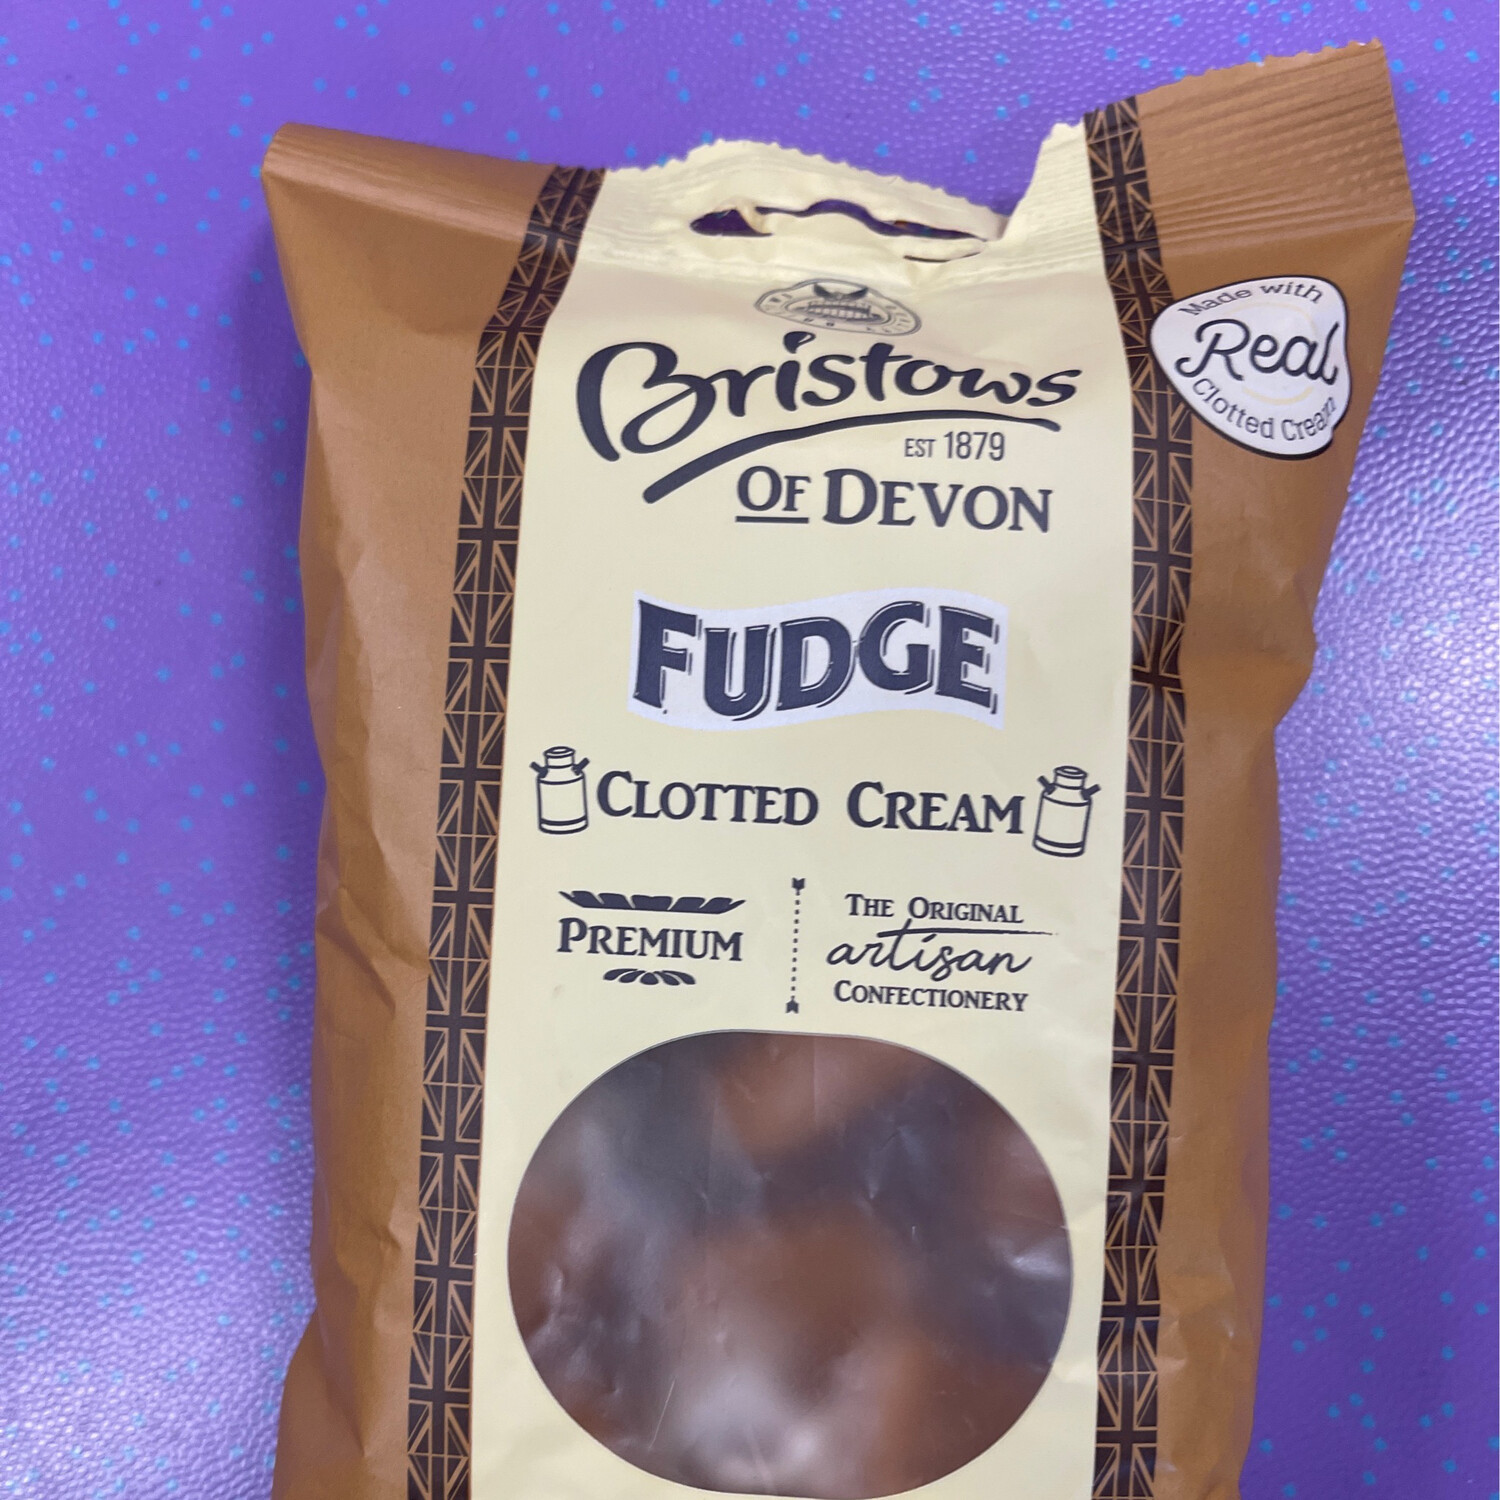 Bristows
EST 1879
OF DEVON
Made with
Real
Clotted Cream
FUDGE
CLOTTED CREAM
PREMIUM
THE ORIGINAL
artisan
CONFECTIONERY